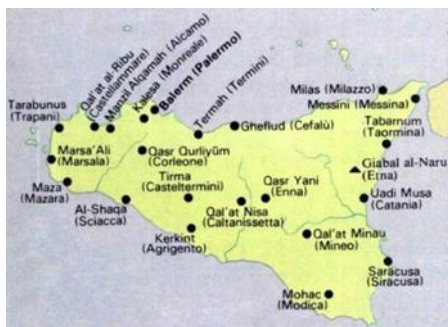 Qal'at al-Ribu
(Castellammare)
Manzil Alqamah (Alcamo)
Kalesa (Monreale)
Balerm (Palermo)
Termah (Termini)
Gheflud (Cefalù)
Milas (Milazzo)
Messini (Messina)
Tarabunus
(Trapani)
Tabarnum
(Taormina)
Marsa'Ali
(Marsala)
Qasr Qurliyüm
(Corleone)
Giabal al-Naru
(Etna)
Maza
(Mazara)
Tirma
(Casteltermini)
Qasr Yani
(Enna)
Uadi Musa
(Catania)
Al-Shaqa
(Sciacca)
Qal'at Nisa
(Caltanissetta)
Kerkint
(Agrigento)
Qal'at Minau
(Mineo)
Saracusa
(Siracusa)
Mohac
(Modica)